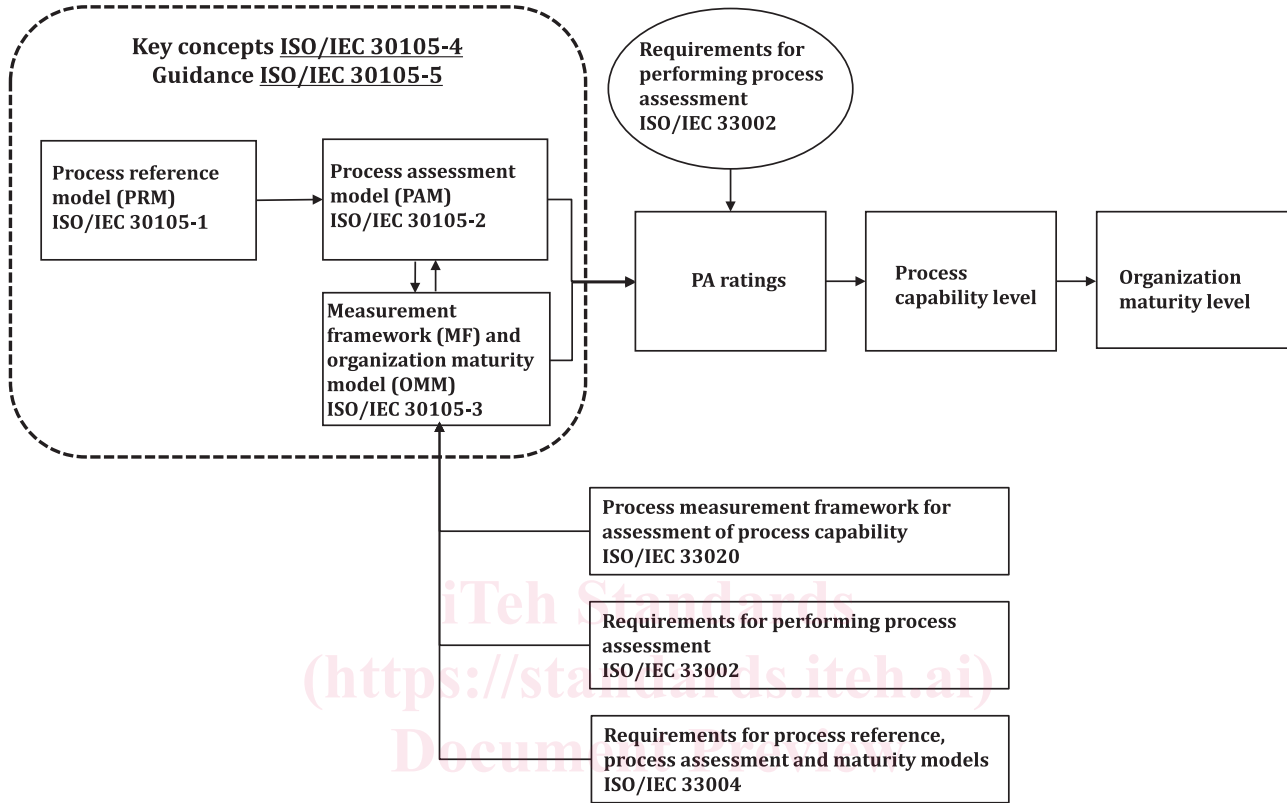 Key concepts ISO/IEC 30105-4
Guidance ISO/IEC 30105-5
Requirements for
performing process
assessment
ISO/IEC 33002
Process reference
model (PRM)
ISO/IEC 30105-1
Process assessment
model (PAM)
ISO/IEC 30105-2
Measurement
framework (MF) and
organization maturity
model (OMM)
ISO/IEC 30105-3
PA ratings
Process
capability level
Organization
maturity level
Process measurement framework for
assessment of process capability
ISO/IEC 33020
Requirements for performing process
assessment
ISO/IEC 33002
Requirements for process reference,
process assessment and maturity models
ISO/IEC 33004
iTeh Standards
(https://standards.iteh.ai)
Document Preview